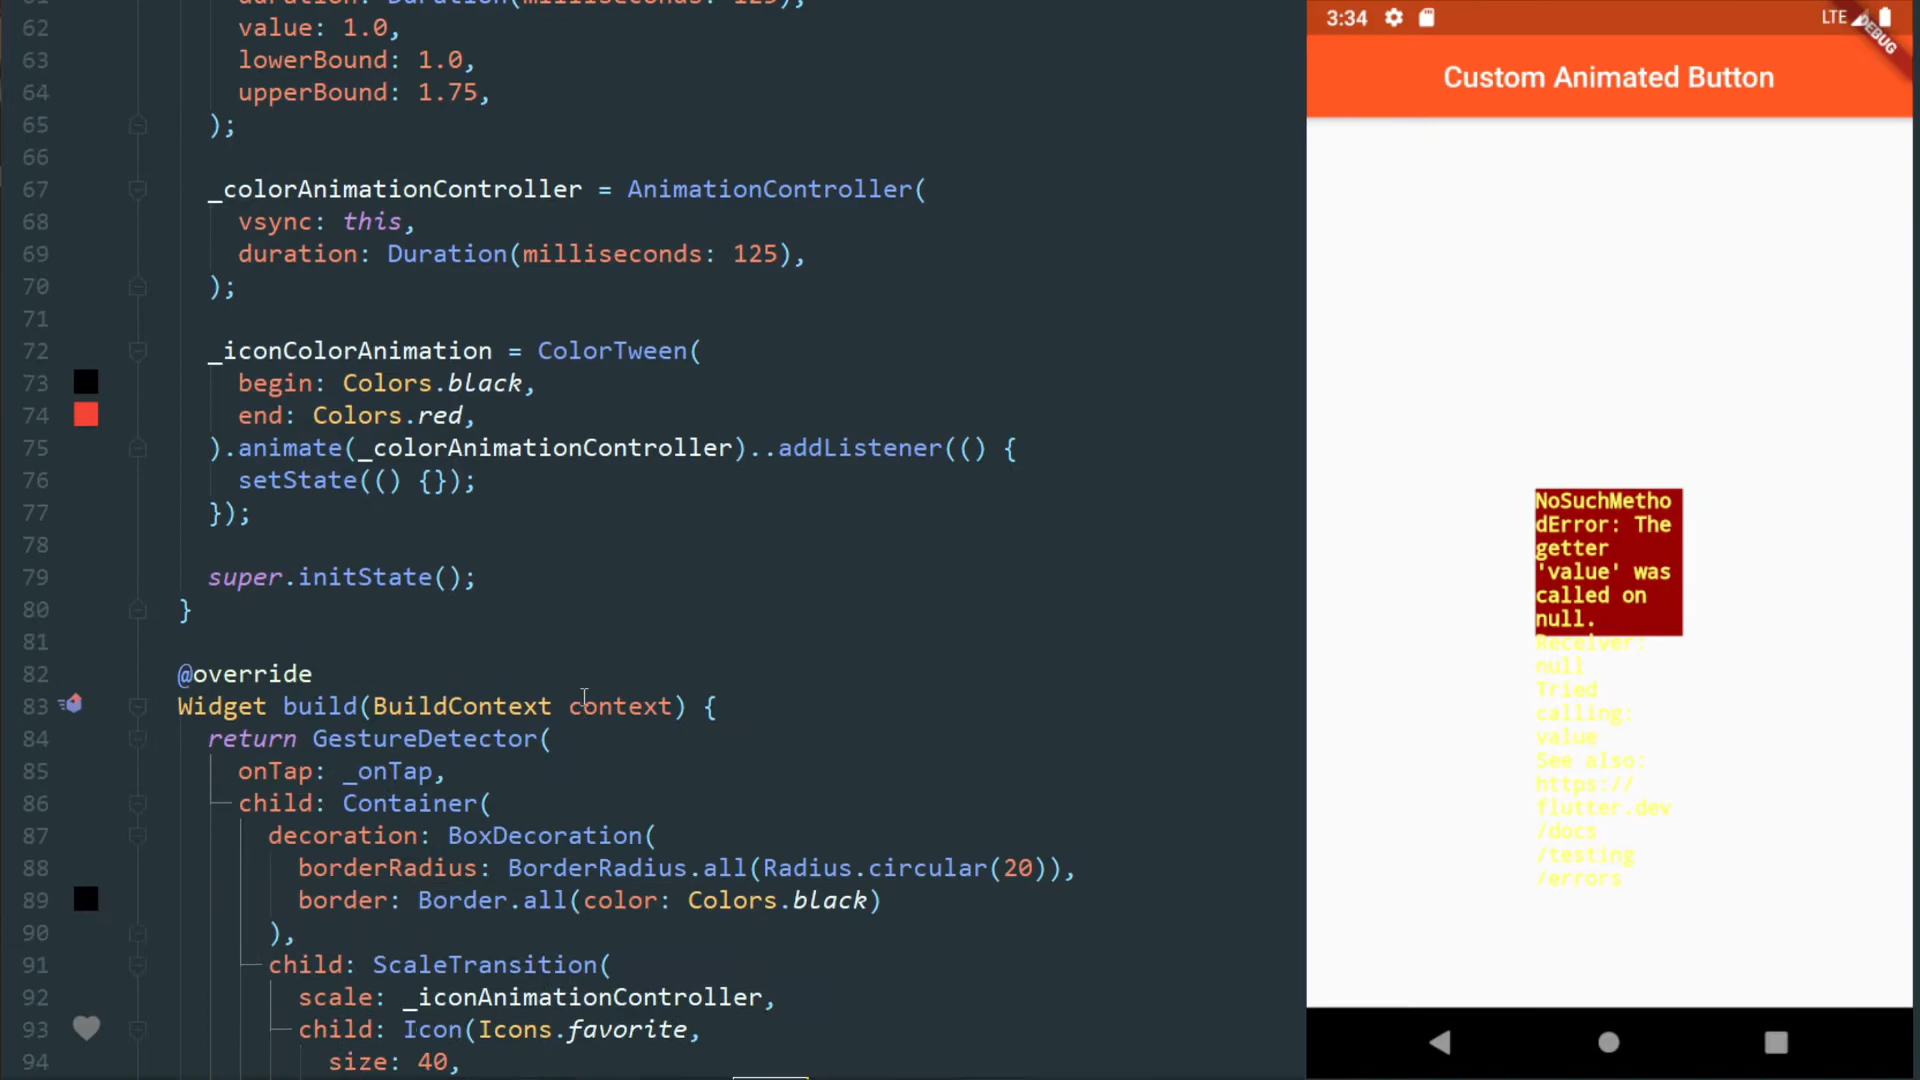 61 duration: Duration(milliseconds: 125),
62 value: 1.0,
63 lowerBound: 1.0,
64 upperBound: 1.75,
65 );
66
67 _colorAnimationController = AnimationController(
68 vsync: this,
69 duration: Duration(milliseconds: 125),
70 );
71
72 _iconColorAnimation = ColorTween(
73 begin: Colors.black,
74 end: Colors.red,
75 ).animate(_colorAnimationController)..addListener(() {
76 setState(() {});
77 });
78
79 super.initState();
80 }
81
82 @override
83 Widget build(BuildContext context) {
84 return GestureDetector(
85 onTap: _onTap,
86 child: Container(
87 decoration: BoxDecoration(
88 borderRadius: BorderRadius.all(Radius.circular(20)),
89 border: Border.all(color: Colors.black)
90 ),
91 child: ScaleTransition(
92 scale: _iconAnimationController,
93 child: Icon(Icons.favorite,
94 size: 40,
3:34 LTE
DEBUG
Custom Animated Button
NoSuchMetho
dError: The
getter
'value' was
called on
null.
Receiver:
null
Tried
calling:
value
See also:
https://
flutter.dev
/docs
/testing
/errors